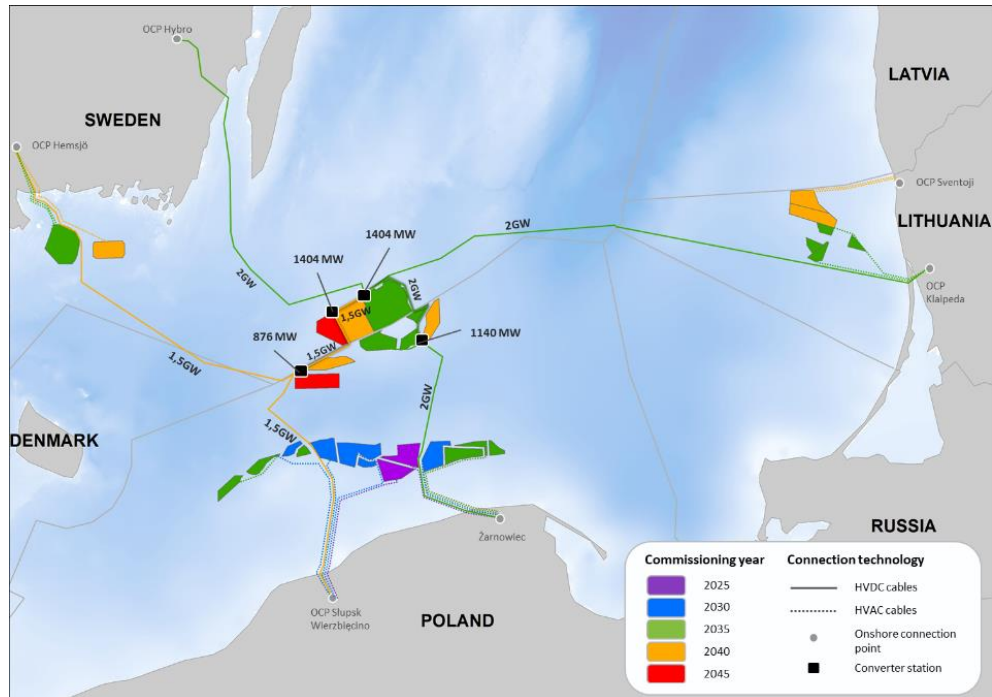 OCP Hybro
LATVIA
SWEDEN
OCP Hemsjö
OCP Sventoji
LITHUANIA
2GW
OCP
Klaipeda
2GW
1404 MW
1404 MW
2GW
1,5GW
1140 MW
876 MW
1,5GW
1,5GW
2GW
DENMARK
1,5GW
Żarnowiec
RUSSIA
OCP Słupsk
Wierzbięcino
POLAND
Commissioning year
Connection technology
2025
HVDC cables
2030
HVAC cables
2035
Onshore connection
point
2040
Converter station
2045